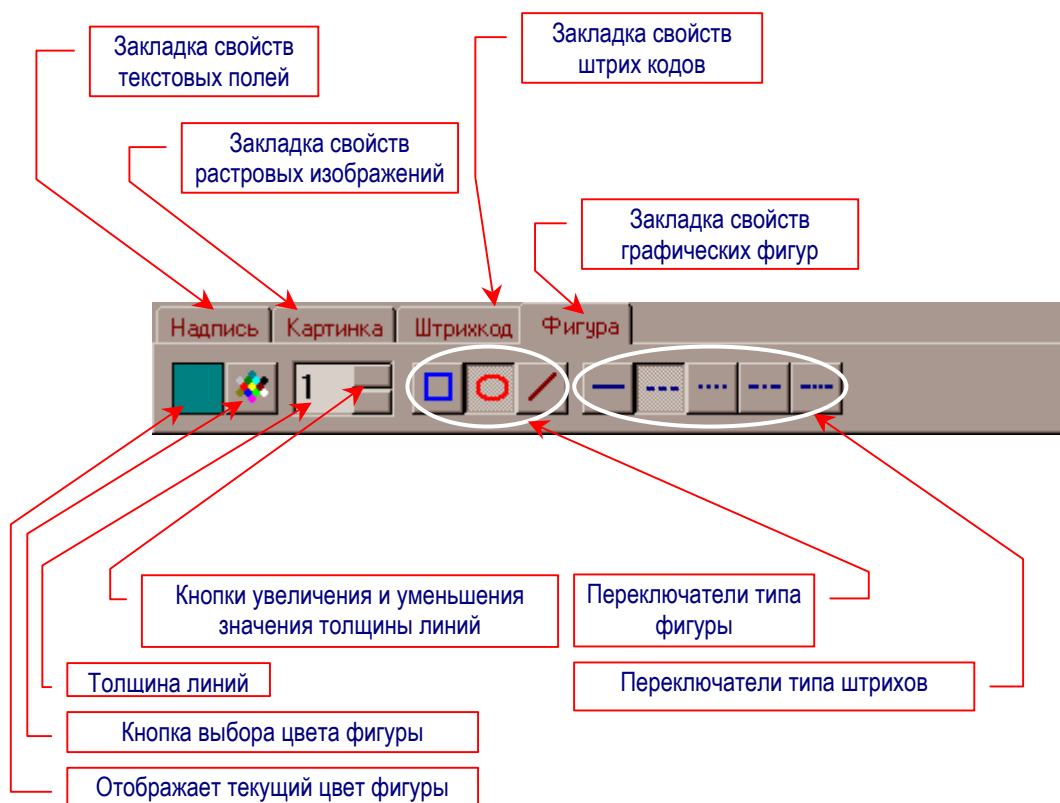 Закладка свойств
текстовых полей
Закладка свойств
штрих кодов
Закладка свойств
растровых изображений
Закладка свойств
графических фигур
Надпись
Картинка
Штрихкод
Фигура
1
Кнопки увеличения и уменьшения
значения толщины линий
Переключатели типа
фигуры
Толщина линий
Переключатели типа штрихов
Кнопка выбора цвета фигуры
Отображает текущий цвет фигуры